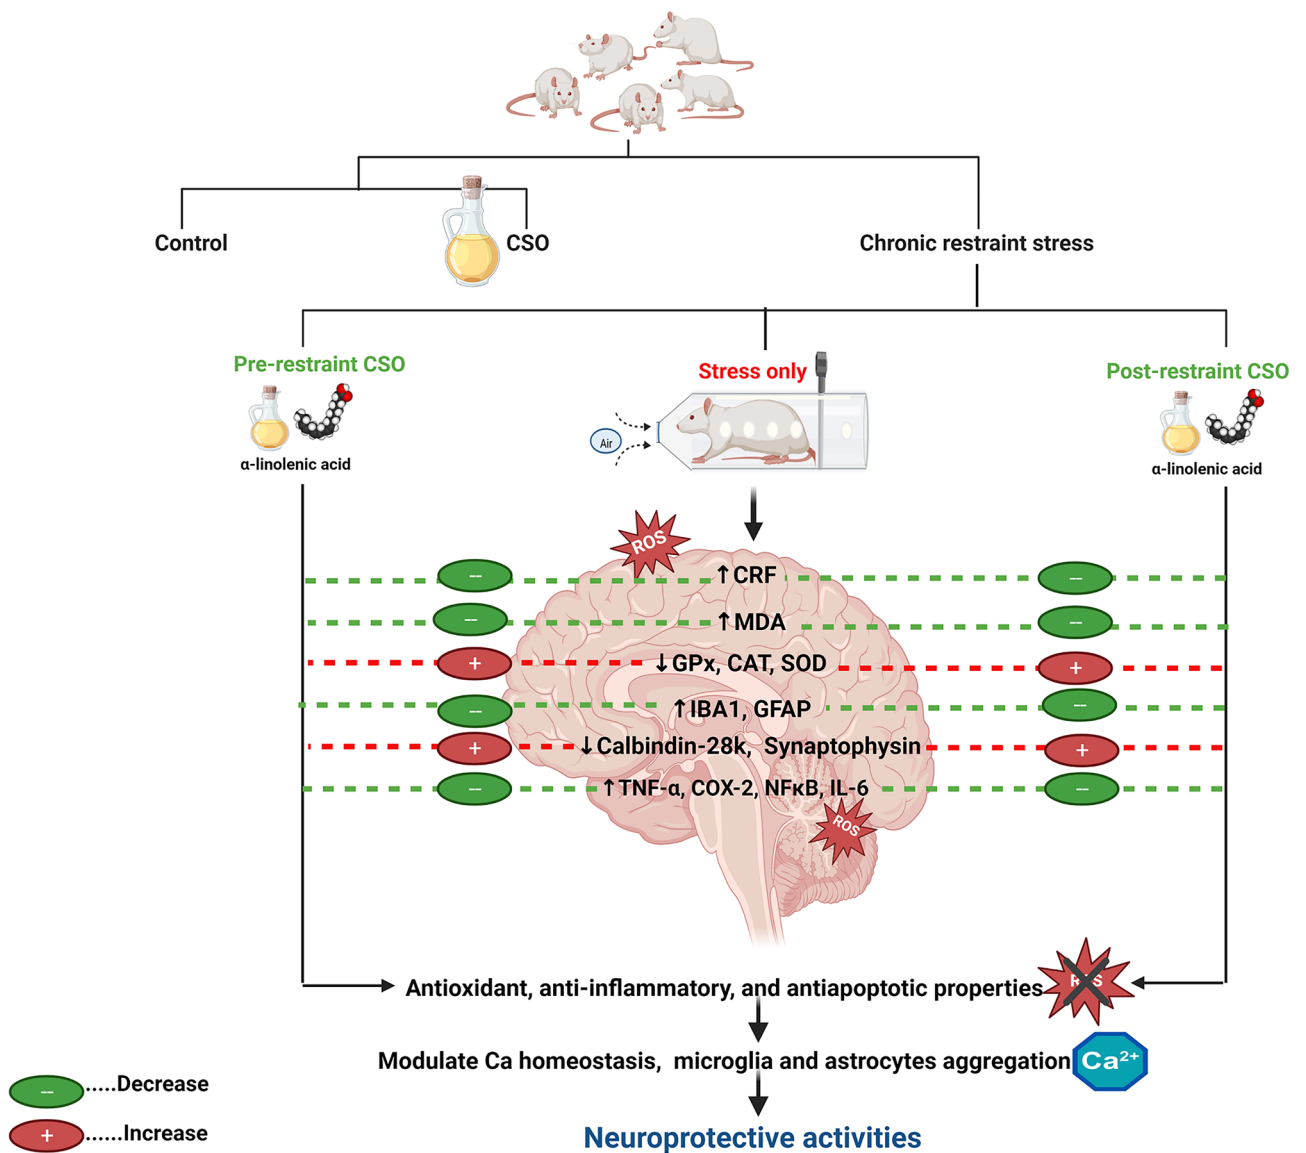 Control
CSO
Chronic restraint stress
Pre-restraint CSO
Stress only
Post-restraint CSO
Air
α-linolenic acid
α-linolenic acid
ROS
-- ↑CRF --
-- ↑MDA --
+ ↓GPx, CAT, SOD +
-- ↑IBA1, GFAP --
+ ↓Calbindin-28k, Synaptophysin +
-- ↑TNF-α, COX-2, NFκB, IL-6 --
ROS
Antioxidant, anti-inflammatory, and antiapoptotic properties ROS
Modulate Ca homeostasis, microglia and astrocytes aggregation Ca²⁺
-- .....Decrease
+ ......Increase
Neuroprotective activities